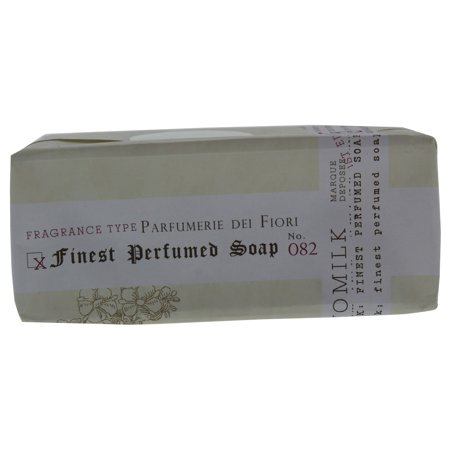 FRAGRANCE TYPE PARFUMERIE DEI FIORI
X Finest Perfumed Soap No. 082
MARQUE
DEPOSEE
OMILK
K: FINEST PERFUMED SOAP
k; finest perfumed soap